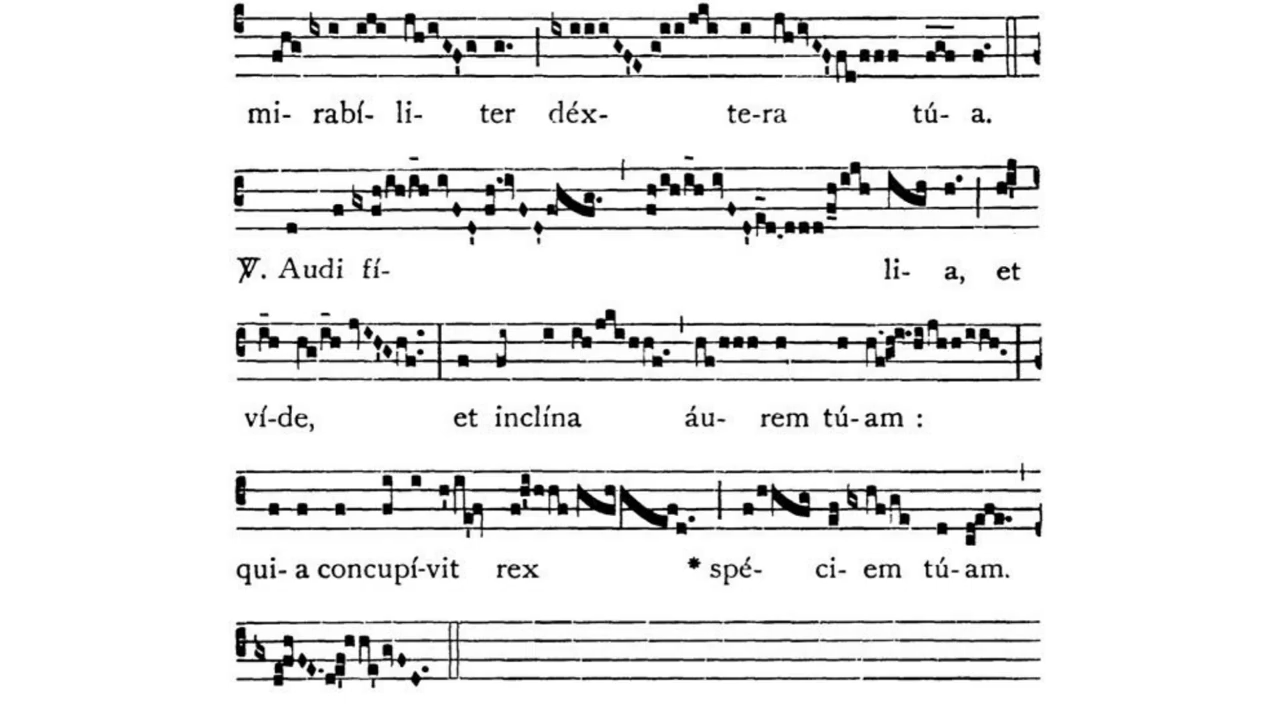 mi- rabí- li- ter déx- te-ra tú- a.
℣. Audi fí- li- a, et
ví-de, et inclína áu- rem tú-am :
qui- a concupí-vit rex * spé- ci- em tú-am.